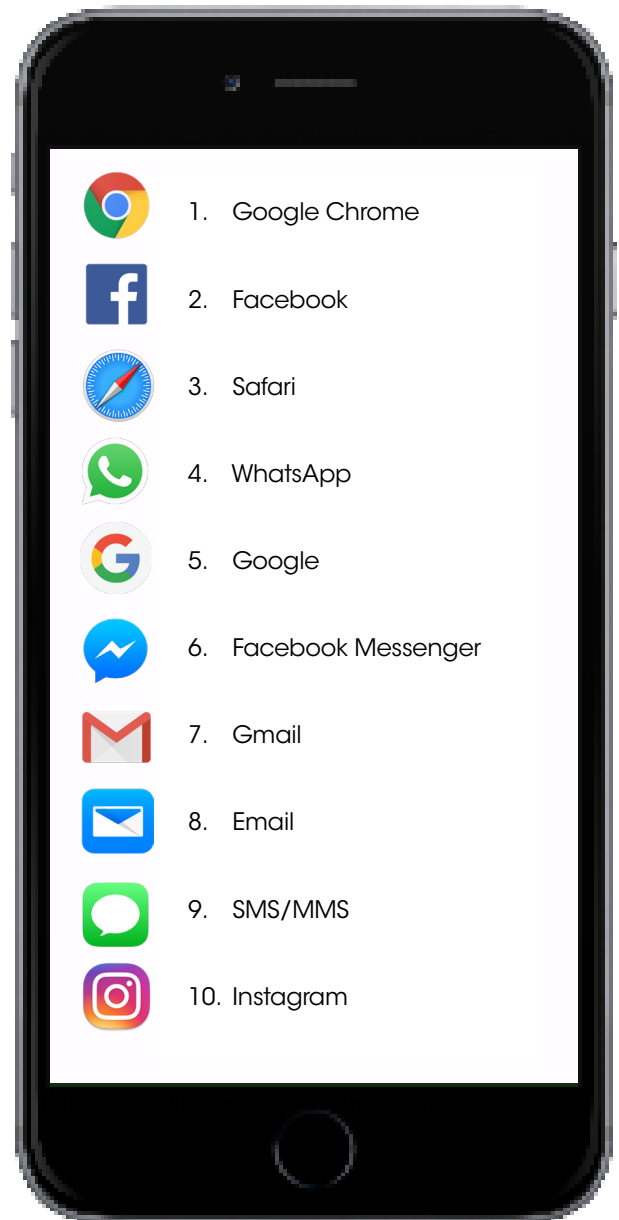 1. Google Chrome
2. Facebook
3. Safari
4. WhatsApp
5. Google
6. Facebook Messenger
7. Gmail
8. Email
9. SMS/MMS
10. Instagram